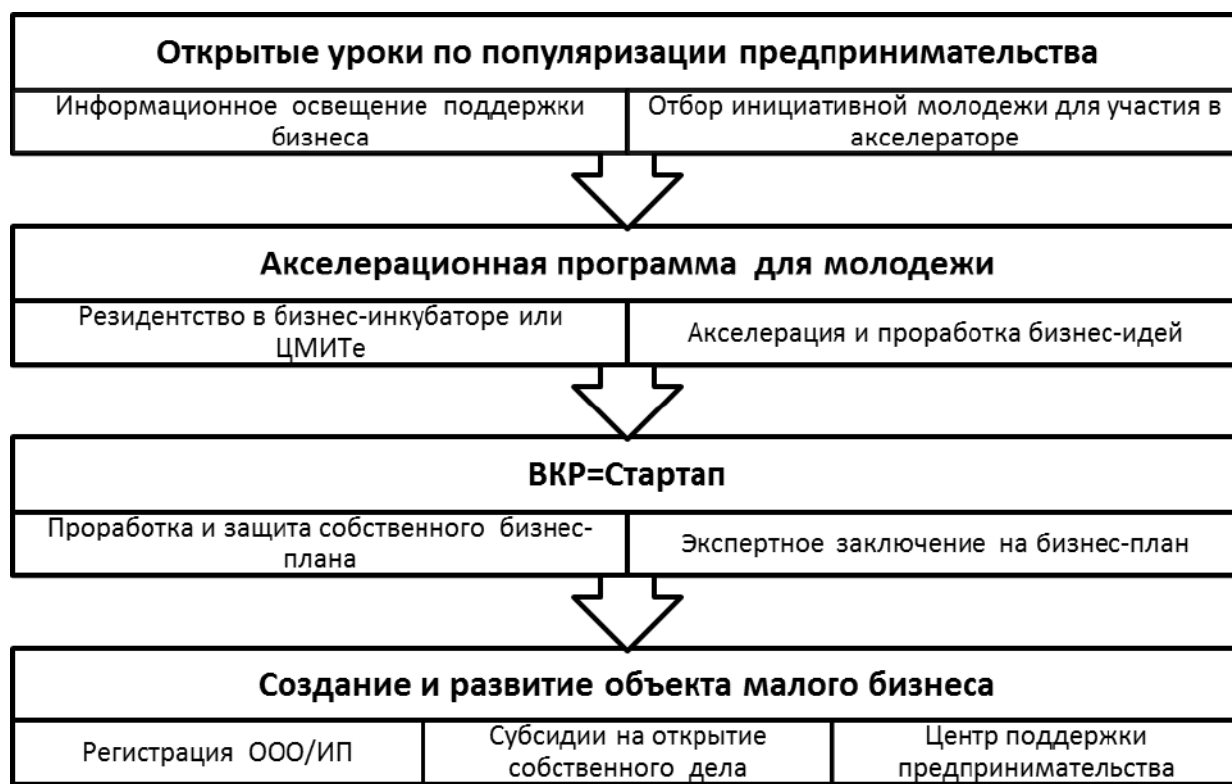 Открытые уроки по популяризации предпринимательства
Информационное освещение поддержки
бизнеса
Отбор инициативной молодежи для участия в
акселераторе
Акселерационная программа для молодежи
Резидентство в бизнес-инкубаторе или
ЦМИТе
Акселерация и проработка бизнес-идей
ВКР=Стартап
Проработка и защита собственного бизнес-
плана
Экспертное заключение на бизнес-план
Создание и развитие объекта малого бизнеса
Регистрация ООО/ИП
Субсидии на открытие
собственного дела
Центр поддержки
предпринимательства